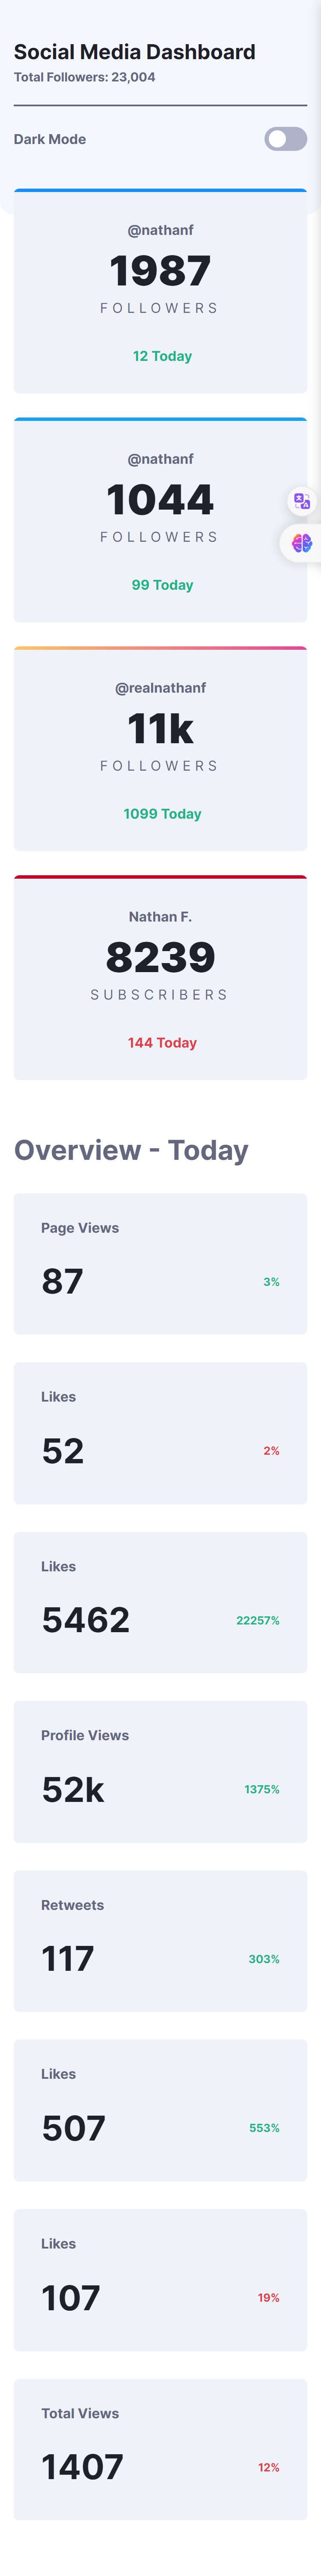 Social Media Dashboard
Total Followers: 23,004
Dark Mode
@nathanf
1987
FOLLOWERS
12 Today
@nathanf
1044
FOLLOWERS
99 Today
@realnathanf
11k
FOLLOWERS
1099 Today
Nathan F.
8239
SUBSCRIBERS
144 Today
Overview - Today
Page Views
87
3%
Likes
52
2%
Likes
5462
22257%
Profile Views
52k
1375%
Retweets
117
303%
Likes
507
553%
Likes
107
19%
Total Views
1407
12%